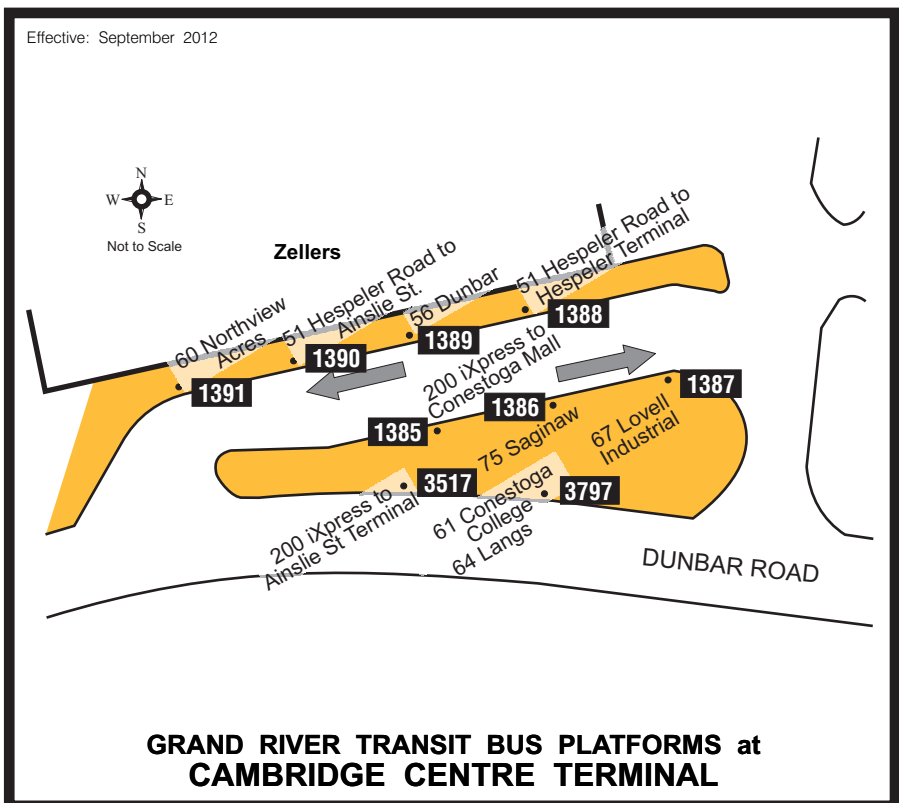 Effective: September 2012
N
W E
S
Not to Scale
Zellers
60 Northview
Acres
1391
51 Hespeler Road to
Ainslie St.
1390
56 Dunbar
1389
51 Hespeler Road to
Hespeler Terminal
1388
200 iXpress to
Conestoga Mall
1385
1386
75 Saginaw
1387
67 Lovell
Industrial
3517
200 iXpress to
Ainslie St Terminal
3797
61 Conestoga
College
64 Langs
DUNBAR ROAD
GRAND RIVER TRANSIT BUS PLATFORMS at
CAMBRIDGE CENTRE TERMINAL